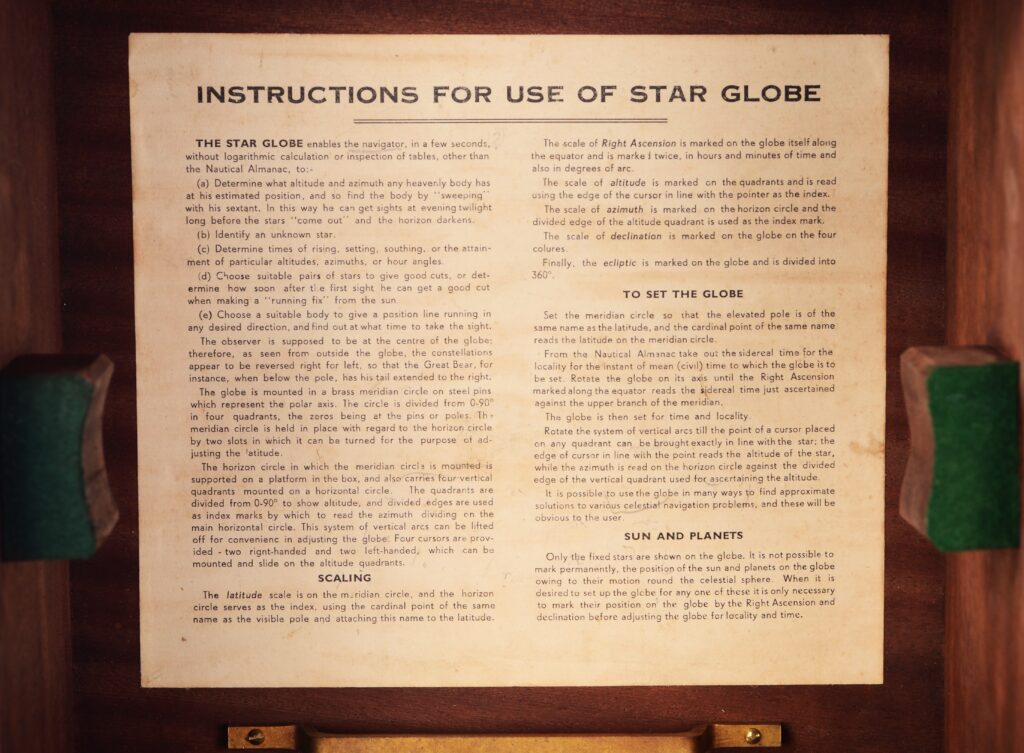 INSTRUCTIONS FOR USE OF STAR GLOBE
THE STAR GLOBE enables the navigator, in a few seconds,
without logarithmic calculation or inspection of tables, other than
the Nautical Almanac, to:-
(a) Determine what altitude and azimuth any heavenly body has
at his estimated position, and so find the body by "sweeping"
with his sextant. In this way he can get sights at evening twilight
long before the stars "come out" and the horizon darkens.
(b) Identify an unknown star.
(c) Determine times of rising, setting, southing, or the attain-
ment of particular altitudes, azimuths, or hour angles.
(d) Choose suitable pairs of stars to give good cuts, or det-
ermine how soon after the first sight he can get a good cut
when making a "running fix" from the sun
(e) Choose a suitable body to give a position line running in
any desired direction, and find out at what time to take the sight.
The observer is supposed to be at the centre of the globe;
therefore, as seen from outside the globe, the constellations
appear to be reversed right for left, so that the Great Bear, for
instance, when below the pole, has his tail extended to the right.
The globe is mounted in a brass meridian circle on steel pins
which represent the polar axis. The circle is divided from 0-90°
in four quadrants, the zeros being at the pins or poles. The
meridian circle is held in place with regard to the horizon circle
by two slots in which it can be turned for the purpose of ad-
justing the latitude.
The horizon circle in which the meridian circle is mounted is
supported on a platform in the box, and also carries four vertical
quadrants mounted on a horizontal circle. The quadrants are
divided from 0-90° to show altitude, and divided edges are used
as index marks by which to read the azimuth dividing on the
main horizontal circle. This system of vertical arcs can be lifted
off for convenience in adjusting the globe. Four cursors are prov-
ided - two right-handed and two left-handed, which can be
mounted and slide on the altitude quadrants.
SCALING
The latitude scale is on the meridian circle, and the horizon
circle serves as the index, using the cardinal point of the same
name as the visible pole and attaching this name to the latitude.
The scale of Right Ascension is marked on the globe itself along
the equator and is marked twice, in hours and minutes of time and
also in degrees of arc.
The scale of altitude is marked on the quadrants and is read
using the edge of the cursor in line with the pointer as the index.
The scale of azimuth is marked on the horizon circle and the
divided edge of the altitude quadrant is used as the index mark.
The scale of declination is marked on the globe on the four
colures.
Finally, the ecliptic is marked on the globe and is divided into
360°.
TO SET THE GLOBE
Set the meridian circle so that the elevated pole is of the
same name as the latitude, and the cardinal point of the same name
reads the latitude on the meridian circle.
From the Nautical Almanac take out the sidereal time for the
locality for the instant of mean (civil) time to which the globe is to
be set. Rotate the globe on its axis until the Right Ascension
marked along the equator reads the sidereal time just ascertained
against the upper branch of the meridian.
The globe is then set for time and locality.
Rotate the system of vertical arcs till the point of a cursor placed
on any quadrant can be brought exactly in line with the star; the
edge of cursor in line with the point reads the altitude of the star,
while the azimuth is read on the horizon circle against the divided
edge of the vertical quadrant used for ascertaining the altitude.
It is possible to use the globe in many ways to find approximate
solutions to various celestial navigation problems, and these will be
obvious to the user.
SUN AND PLANETS
Only the fixed stars are shown on the globe. It is not possible to
mark permanently, the position of the sun and planets on the globe
owing to their motion round the celestial sphere. When it is
desired to set up the globe for any one of these it is only necessary
to mark their position on the globe by the Right Ascension and
declination before adjusting the globe for locality and time.